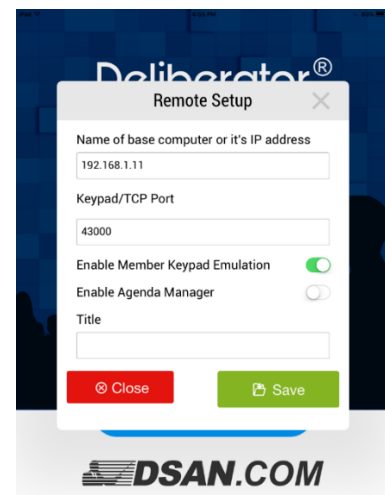 Deliberator®
Remote Setup
Name of base computer or it's IP address
192.168.1.11
Keypad/TCP Port
43000
Enable Member Keypad Emulation
Enable Agenda Manager
Title
Close
Save
DSAN.COM